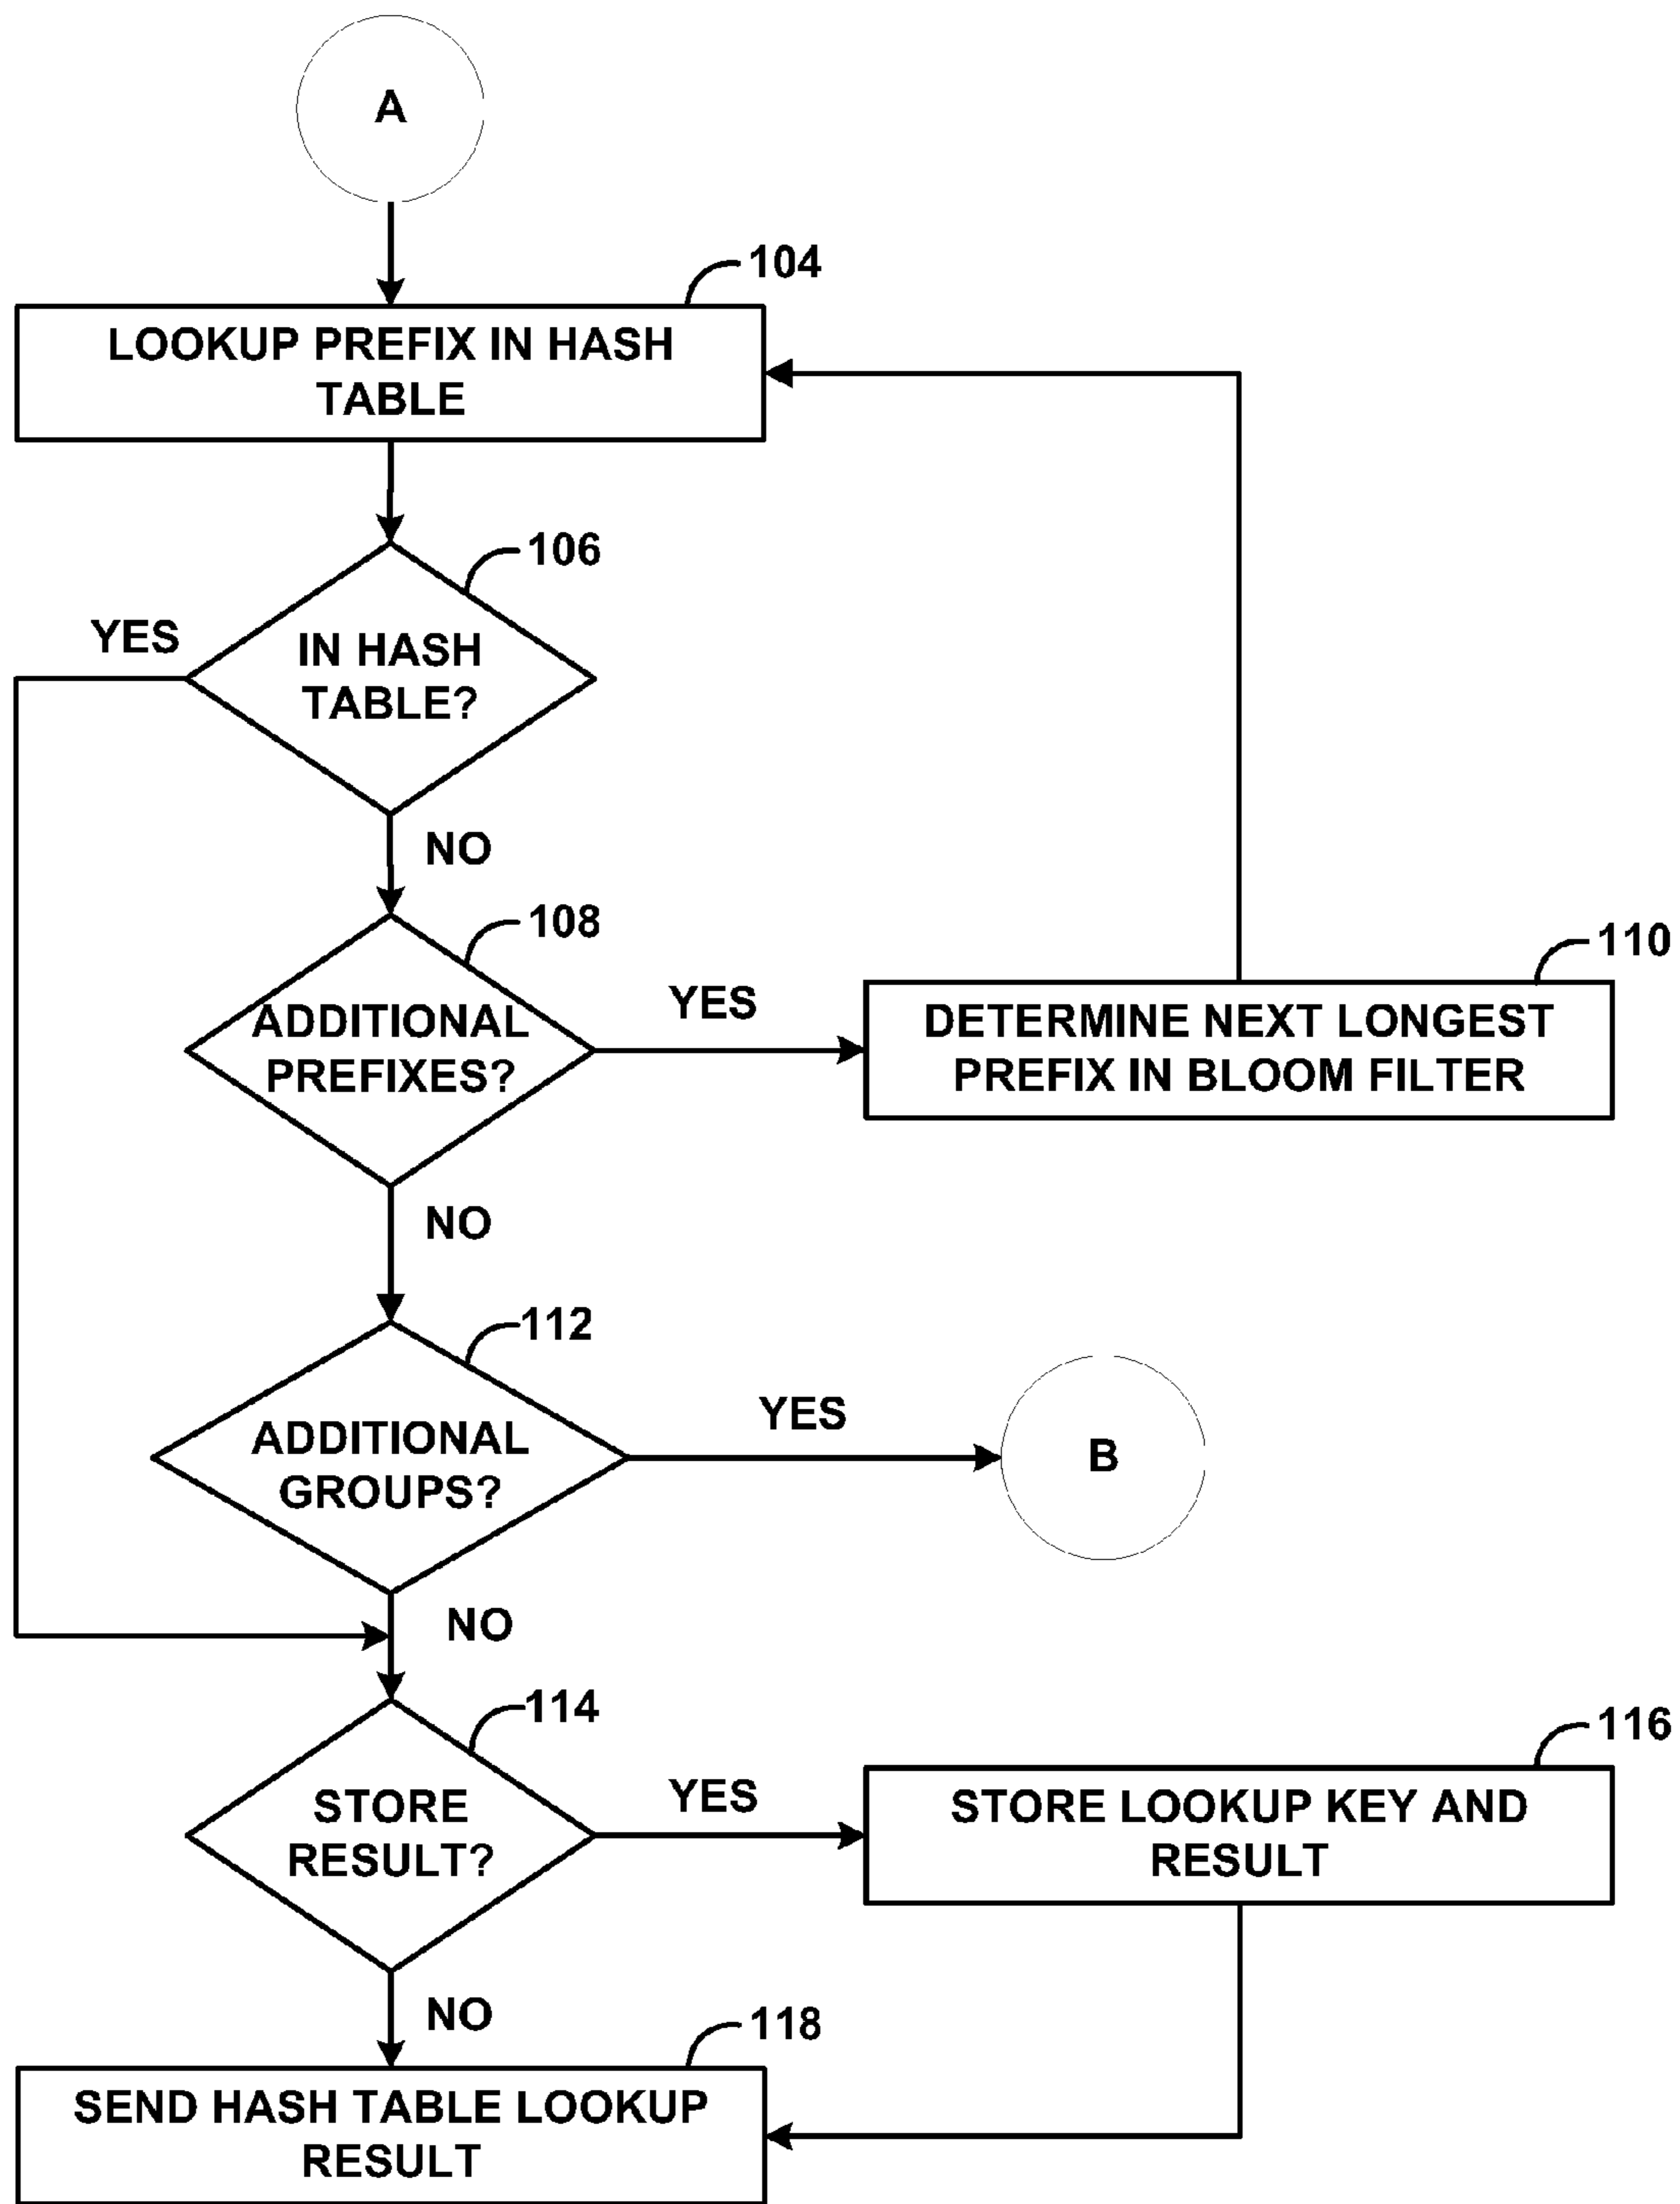 A
104
LOOKUP PREFIX IN HASH
TABLE
106
YES
IN HASH
TABLE?
NO
108
110
YES
ADDITIONAL
PREFIXES?
DETERMINE NEXT LONGEST
PREFIX IN BLOOM FILTER
NO
112
YES
ADDITIONAL
GROUPS?
B
NO
114
116
YES
STORE
RESULT?
STORE LOOKUP KEY AND
RESULT
NO
118
SEND HASH TABLE LOOKUP
RESULT